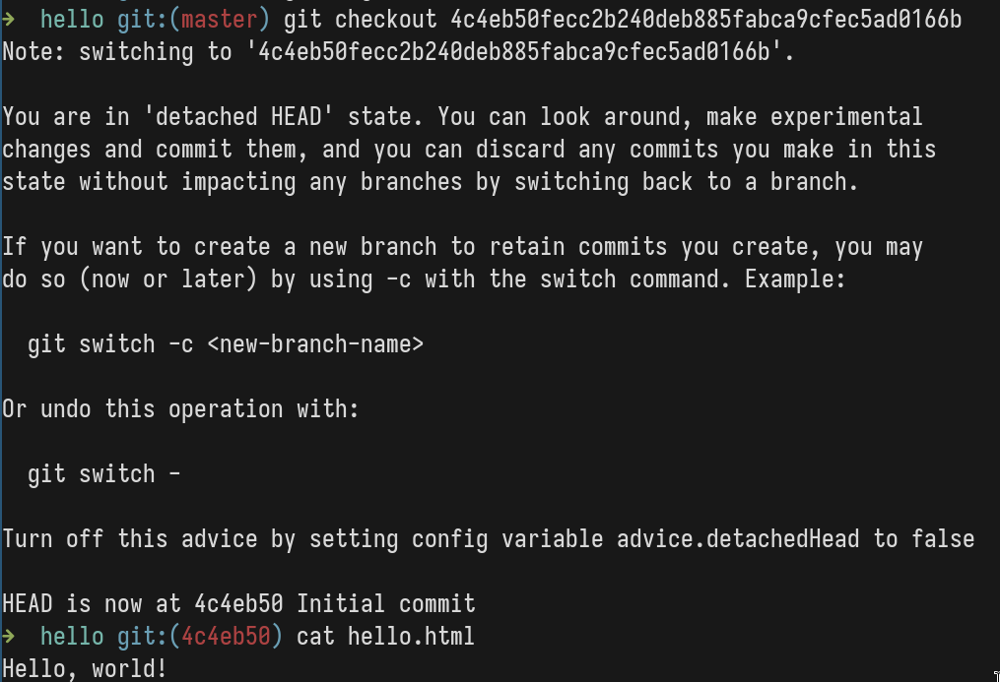 → hello git:(master) git checkout 4c4eb50fecc2b240deb885fabca9cfec5ad0166b
Note: switching to '4c4eb50fecc2b240deb885fabca9cfec5ad0166b'.
You are in 'detached HEAD' state. You can look around, make experimental
changes and commit them, and you can discard any commits you make in this
state without impacting any branches by switching back to a branch.
If you want to create a new branch to retain commits you create, you may
do so (now or later) by using -c with the switch command. Example:
git switch -c <new-branch-name>
Or undo this operation with:
git switch -
Turn off this advice by setting config variable advice.detachedHead to false
HEAD is now at 4c4eb50 Initial commit
→ hello git:(4c4eb50) cat hello.html
Hello, world!